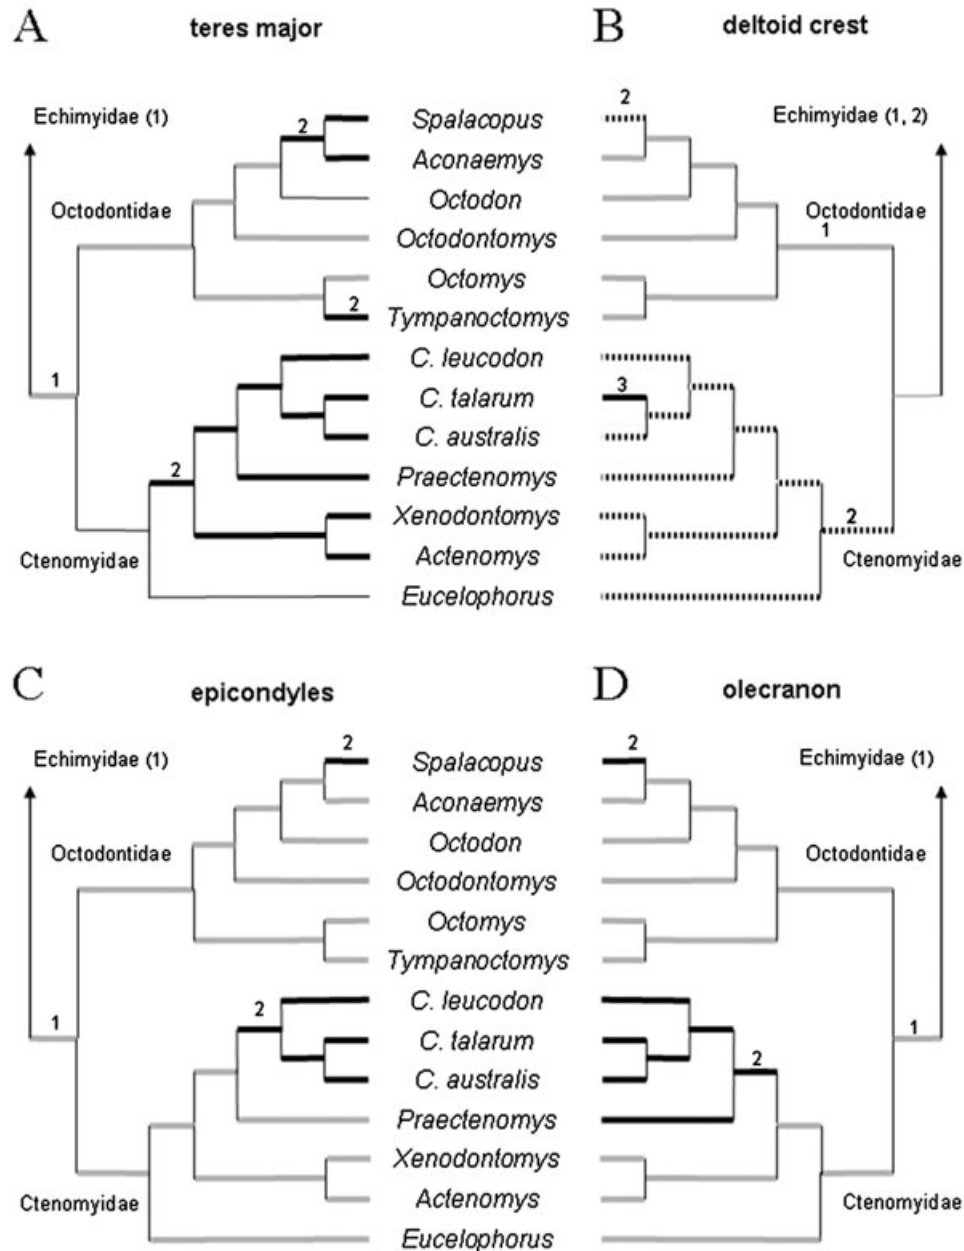 A
teres major
B
deltoid crest
Echimyidae (1)
2
Spalacopus
2
Echimyidae (1, 2)
Aconaemys
Octodontidae
Octodon
Octodontidae
1
Octodontomys
Octomys
2
Tympanoctomys
C. leucodon
1
C. talarum
3
C. australis
2
Praectenomys
Xenodontomys
2
Ctenomyidae
Actenomys
Ctenomyidae
Eucelophorus
C
epicondyles
D
olecranon
Echimyidae (1)
2
Spalacopus
2
Echimyidae (1)
Aconaemys
Octodontidae
Octodon
Octodontidae
Octodontomys
Octomys
Tympanoctomys
2
C. leucodon
1
C. talarum
1
C. australis
2
Praectenomys
Xenodontomys
Ctenomyidae
Actenomys
Ctenomyidae
Eucelophorus